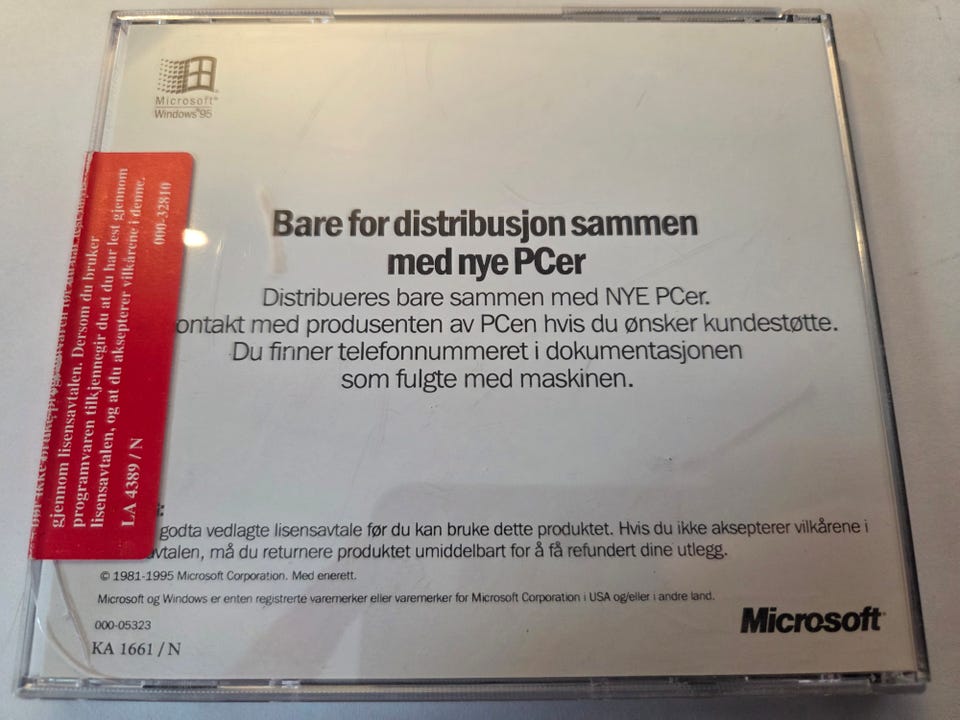 Microsoft®
Windows®95
Bare for distribusjon sammen
med nye PCer
Distribueres bare sammen med NYE PCer.
ontakt med produsenten av PCen hvis du ønsker kundestøtte.
Du finner telefonnummeret i dokumentasjonen
som fulgte med maskinen.
gjennom lisensavtalen. Dersom du bruker
programvaren tilkjennegir du at du har lest gjennom
lisensavtalen, og at du aksepterer vilkårene i denne.
LA 4389 / N
000-32810
godta vedlagte lisensavtale før du kan bruke dette produktet. Hvis du ikke aksepterer vilkårene i
avtalen, må du returnere produktet umiddelbart for å få refundert dine utlegg.
© 1981-1995 Microsoft Corporation. Med enerett.
Microsoft og Windows er enten registrerte varemerker eller varemerker for Microsoft Corporation i USA og/eller i andre land.
000-05323
KA 1661 / N
Microsoft®